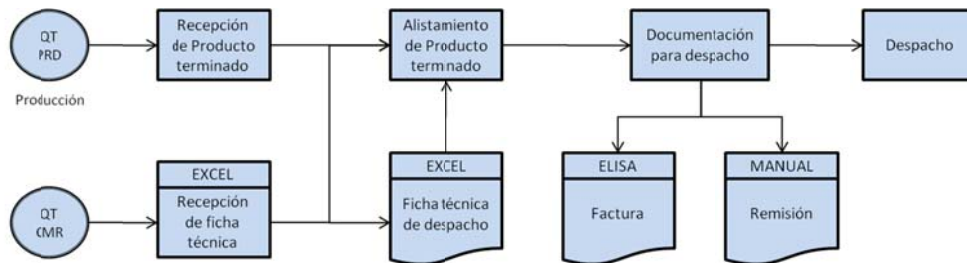 QT
PRD
Producción
Recepción
de Producto
terminado
Alistamiento
de Producto
terminado
Documentación
para despacho
Despacho
QT
CMR
EXCEL
Recepción
de ficha
técnica
EXCEL
Ficha técnica
de despacho
ELISA
Factura
MANUAL
Remisión